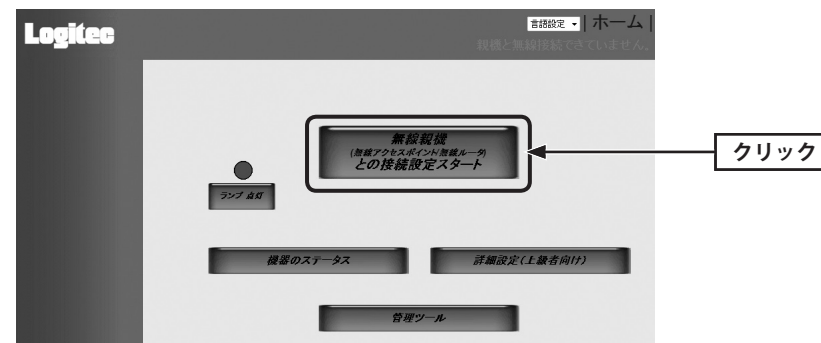 Logitec
言語設定 | ホーム |
親機と無線接続できていません。
無線親機
(無線アクセスポイント/無線ルータ)
との接続設定スタート
クリック
ランプ 点灯
機器のステータス
詳細設定(上級者向け)
管理ツール